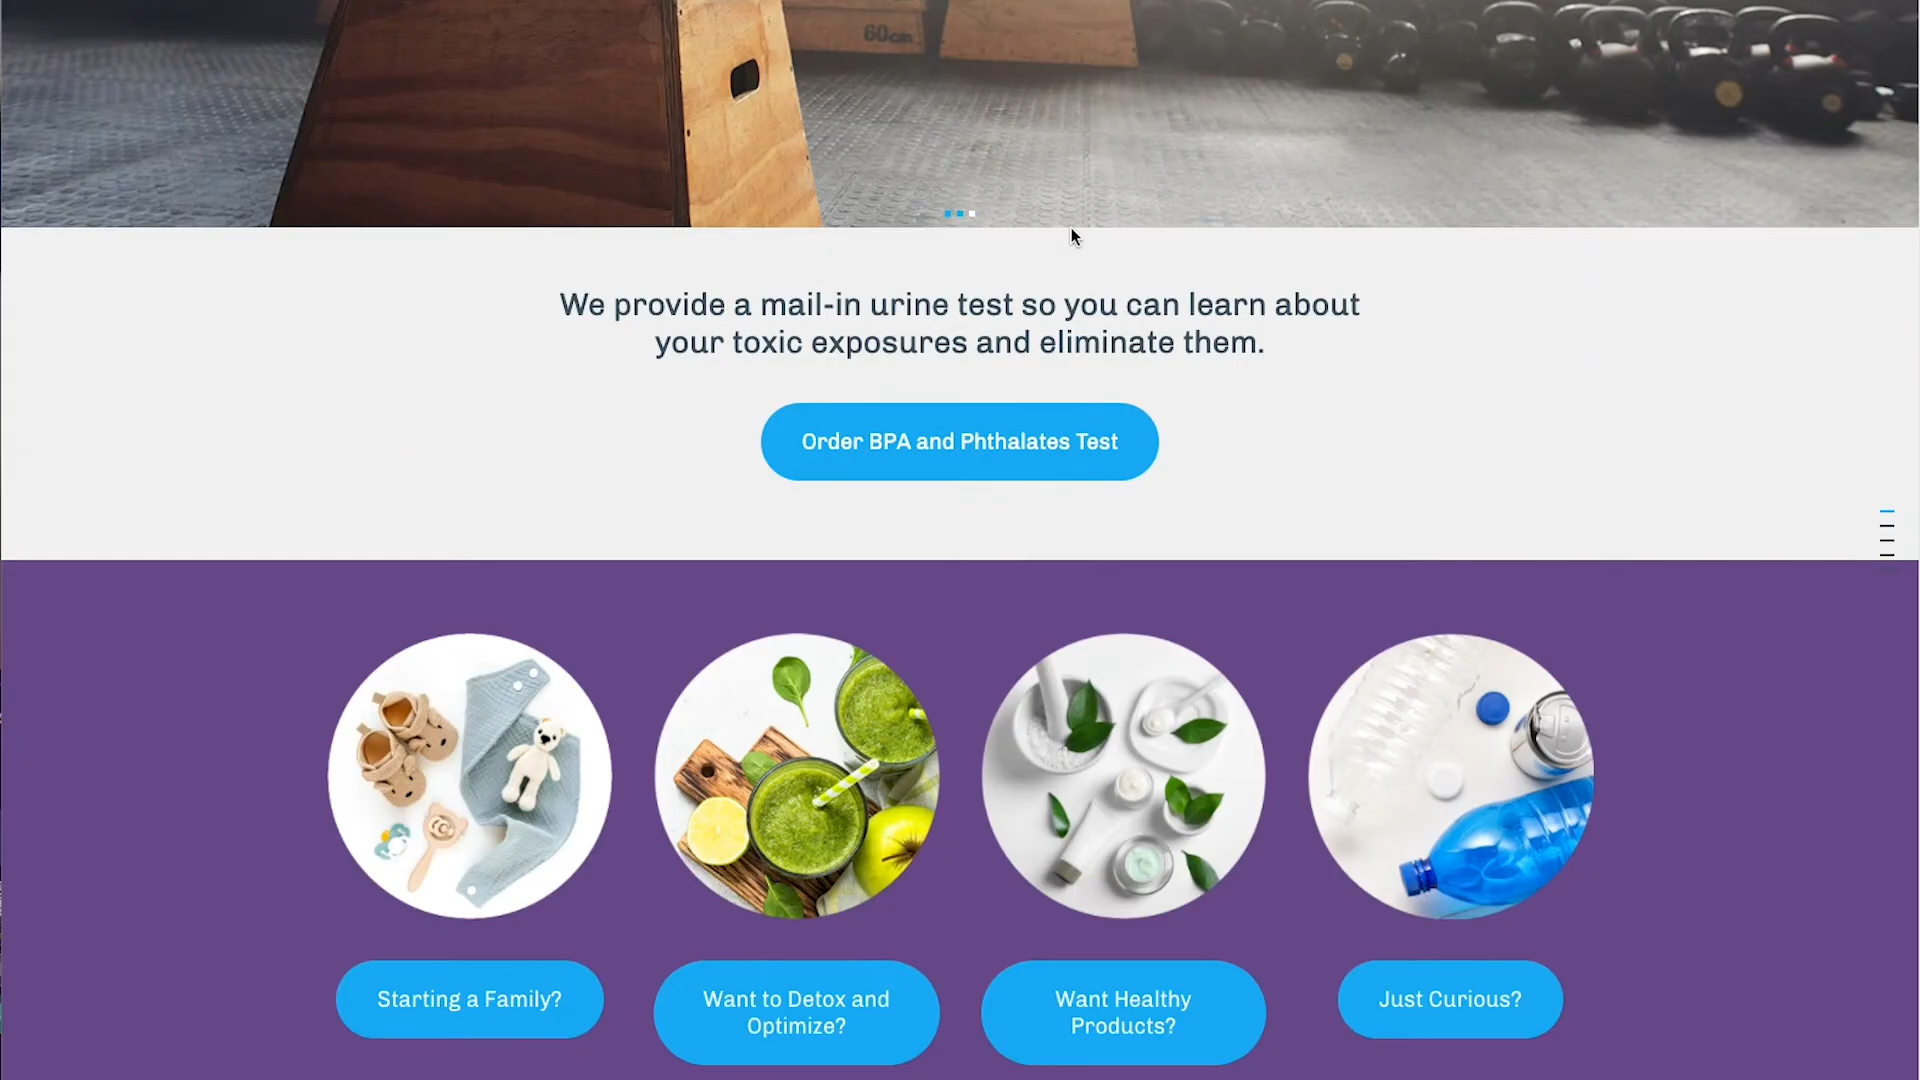 60cm
We provide a mail-in urine test so you can learn about
your toxic exposures and eliminate them.
Order BPA and Phthalates Test
Starting a Family?
Want to Detox and
Optimize?
Want Healthy
Products?
Just Curious?